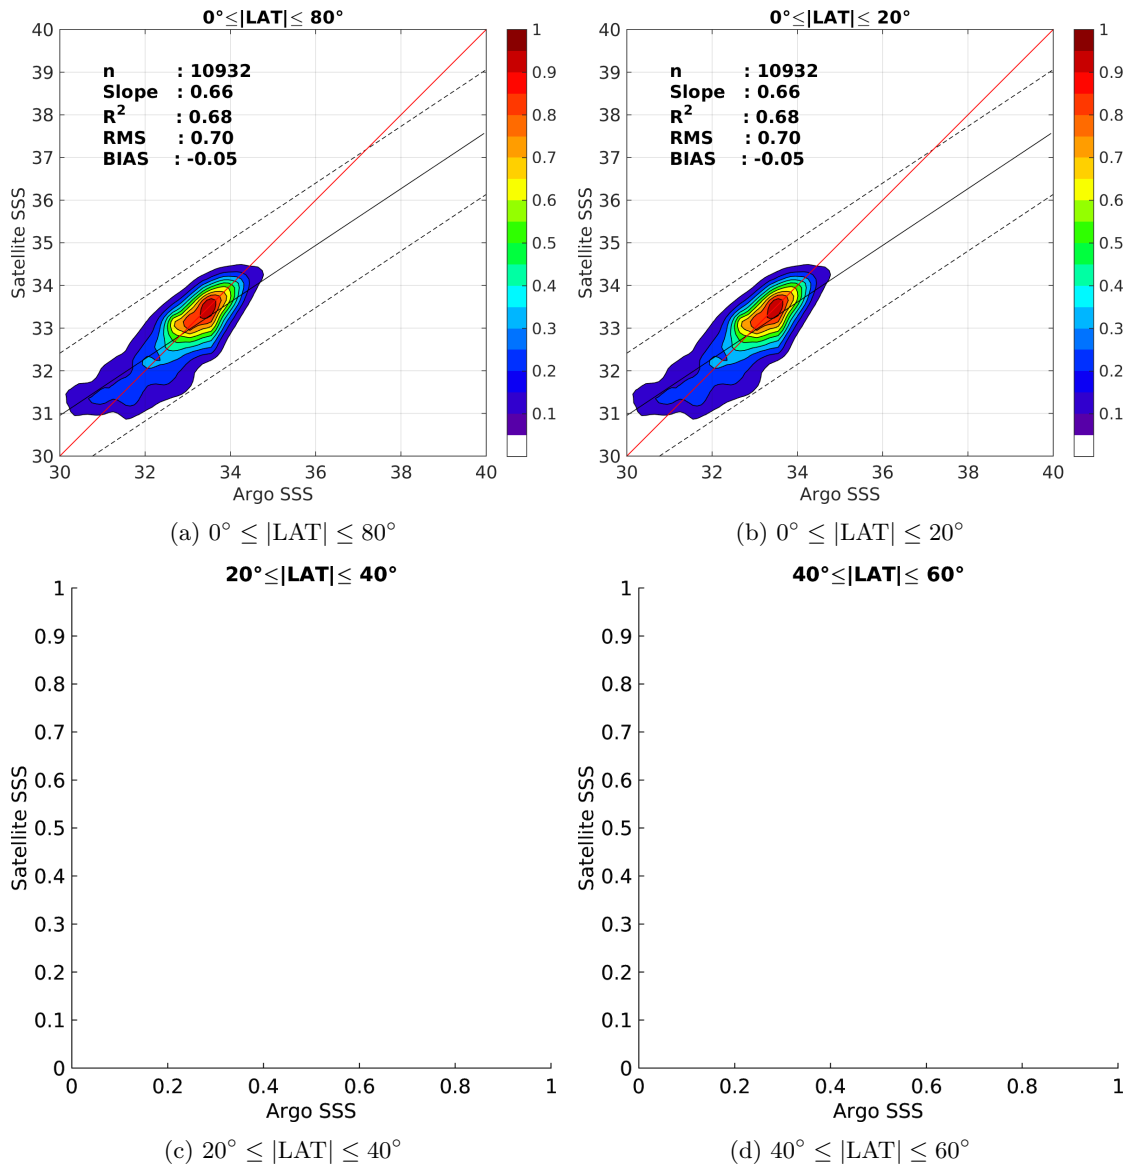 0°≤|LAT|≤ 80°
40
39
38
37
36
35
34
33
32
31
30
Satellite SSS
n : 10932
Slope : 0.66
R² : 0.68
RMS : 0.70
BIAS : -0.05
30 32 34 36 38 40
Argo SSS
1
0.9
0.8
0.7
0.6
0.5
0.4
0.3
0.2
0.1
(a) 0° ≤ |LAT| ≤ 80°
0°≤|LAT|≤ 20°
40
39
38
37
36
35
34
33
32
31
30
Satellite SSS
n : 10932
Slope : 0.66
R² : 0.68
RMS : 0.70
BIAS : -0.05
30 32 34 36 38 40
Argo SSS
1
0.9
0.8
0.7
0.6
0.5
0.4
0.3
0.2
0.1
(b) 0° ≤ |LAT| ≤ 20°
20°≤|LAT|≤ 40°
1
0.9
0.8
0.7
0.6
0.5
0.4
0.3
0.2
0.1
0
Satellite SSS
0 0.2 0.4 0.6 0.8 1
Argo SSS
(c) 20° ≤ |LAT| ≤ 40°
40°≤|LAT|≤ 60°
1
0.9
0.8
0.7
0.6
0.5
0.4
0.3
0.2
0.1
0
Satellite SSS
0 0.2 0.4 0.6 0.8 1
Argo SSS
(d) 40° ≤ |LAT| ≤ 60°